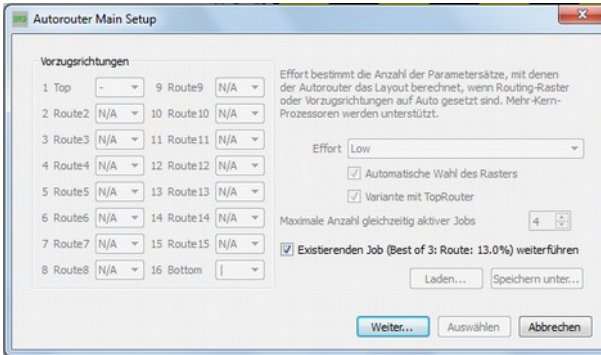 Autorouter Main Setup
Vorzugsrichtungen
1 Top - 9 Route9 N/A
2 Route2 N/A 10 Route10 N/A
3 Route3 N/A 11 Route11 N/A
4 Route4 N/A 12 Route12 N/A
5 Route5 N/A 13 Route13 N/A
6 Route6 N/A 14 Route14 N/A
7 Route7 N/A 15 Route15 N/A
8 Route8 N/A 16 Bottom |
Effort bestimmt die Anzahl der Parametersätze, mit denen
der Autorouter das Layout berechnet, wenn Routing-Raster
oder Vorzugsrichtungen auf Auto gesetzt sind. Mehr-Kern-
Prozessoren werden unterstützt.
Effort Low
Automatische Wahl des Rasters
Variante mit TopRouter
Maximale Anzahl gleichzeitig aktiver Jobs 4
Existierenden Job (Best of 3: Route: 13.0%) weiterführen
Laden... Speichern unter...
Weiter... Auswählen Abbrechen